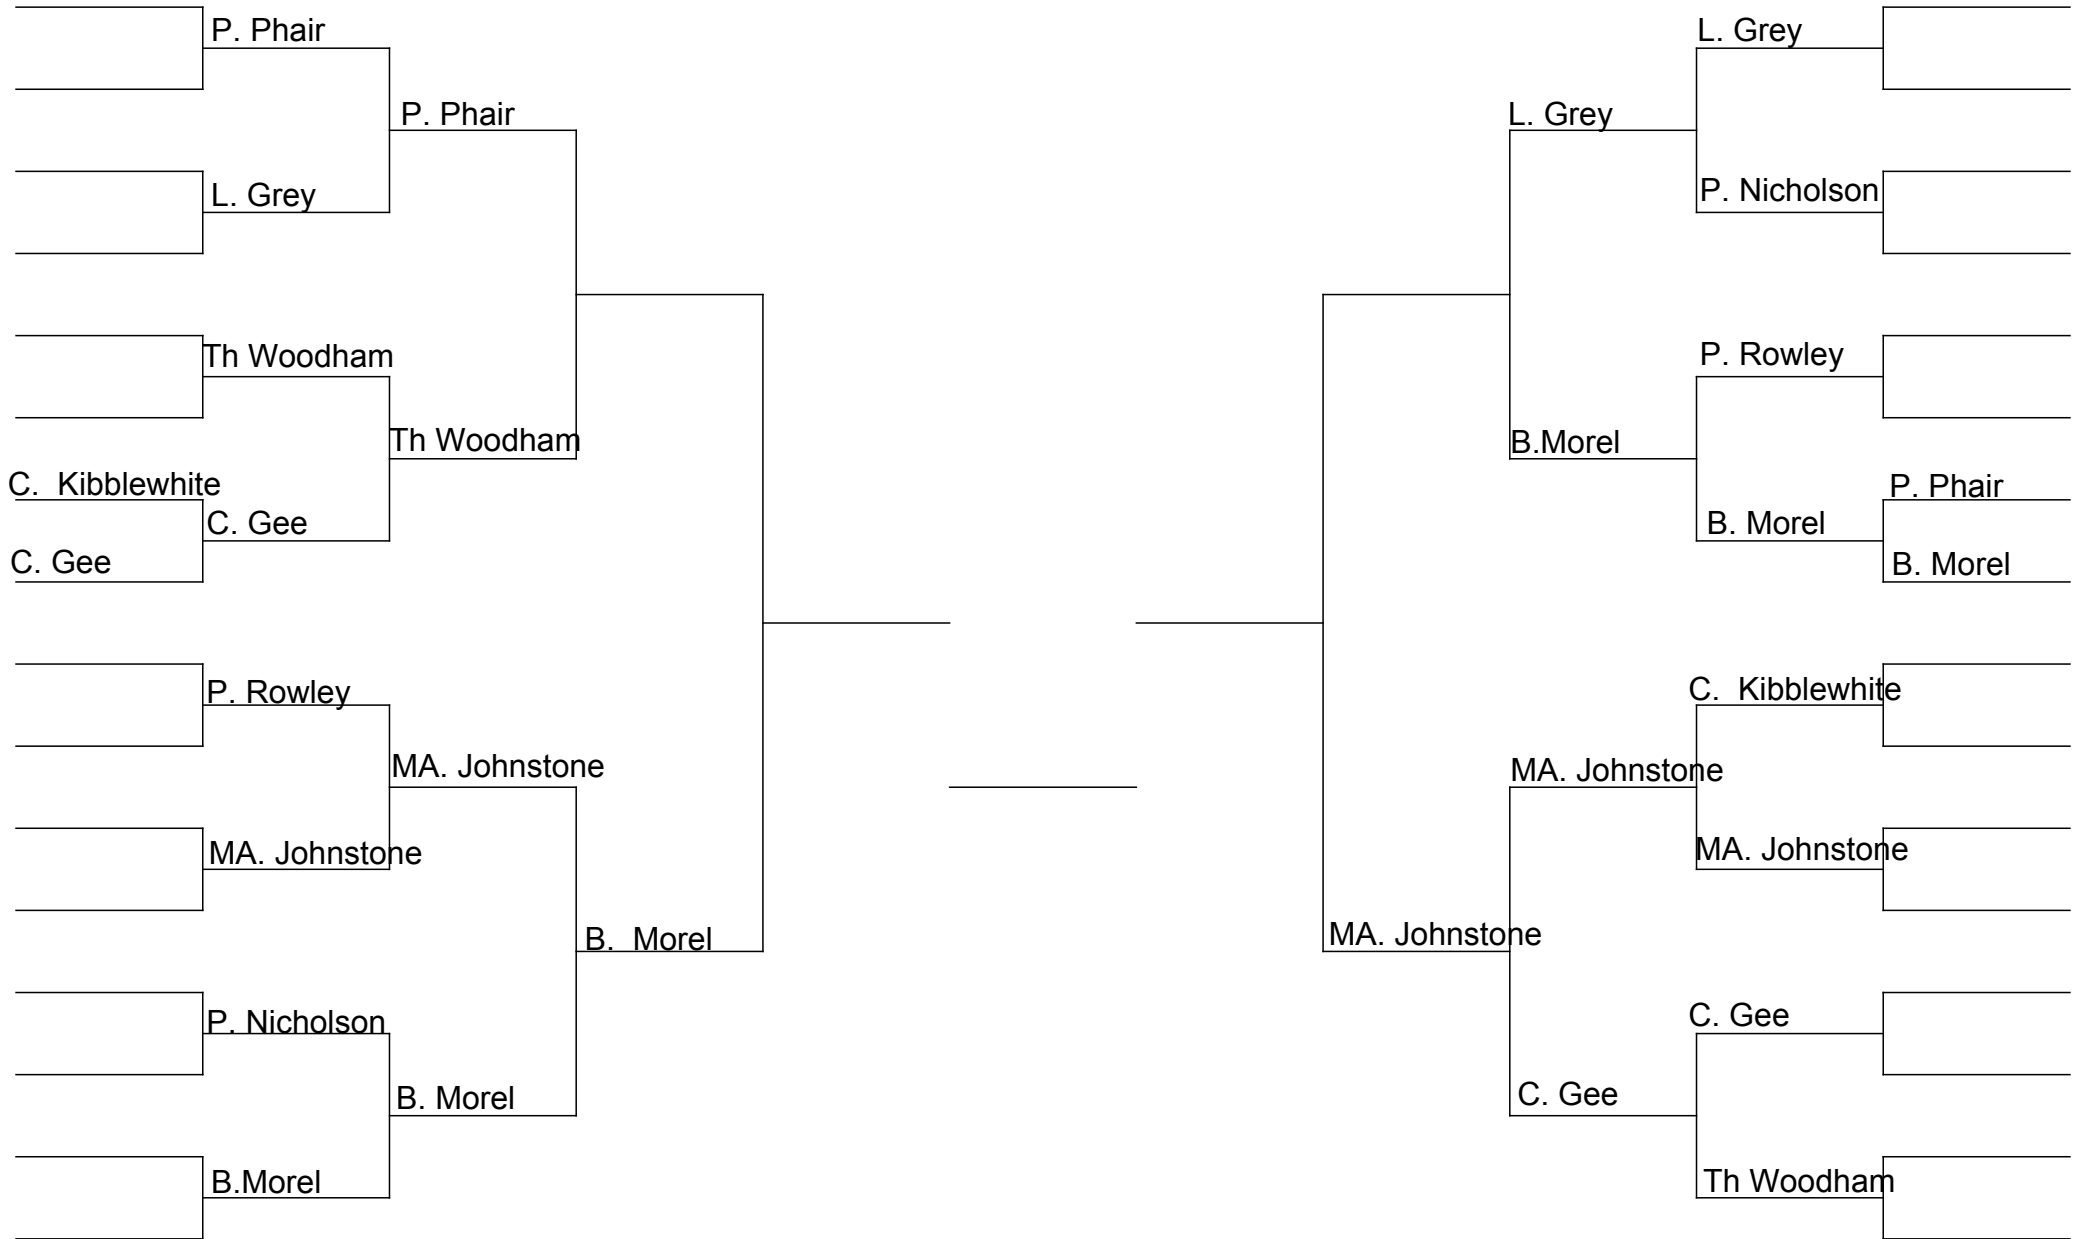 P. Phair
P. Phair
L. Grey
Th Woodham
Th Woodham
C.  Kibblewhite
C. Gee
C. Gee
P. Rowley
MA. Johnstone
MA. Johnstone
B.  Morel
P. Nicholson
B. Morel
B.Morel
L. Grey
L. Grey
P. Nicholson
P. Rowley
B.Morel
P. Phair
B. Morel
B. Morel
C.  Kibblewhite
MA. Johnstone
MA. Johnstone
MA. Johnstone
C. Gee
C. Gee
Th Woodham